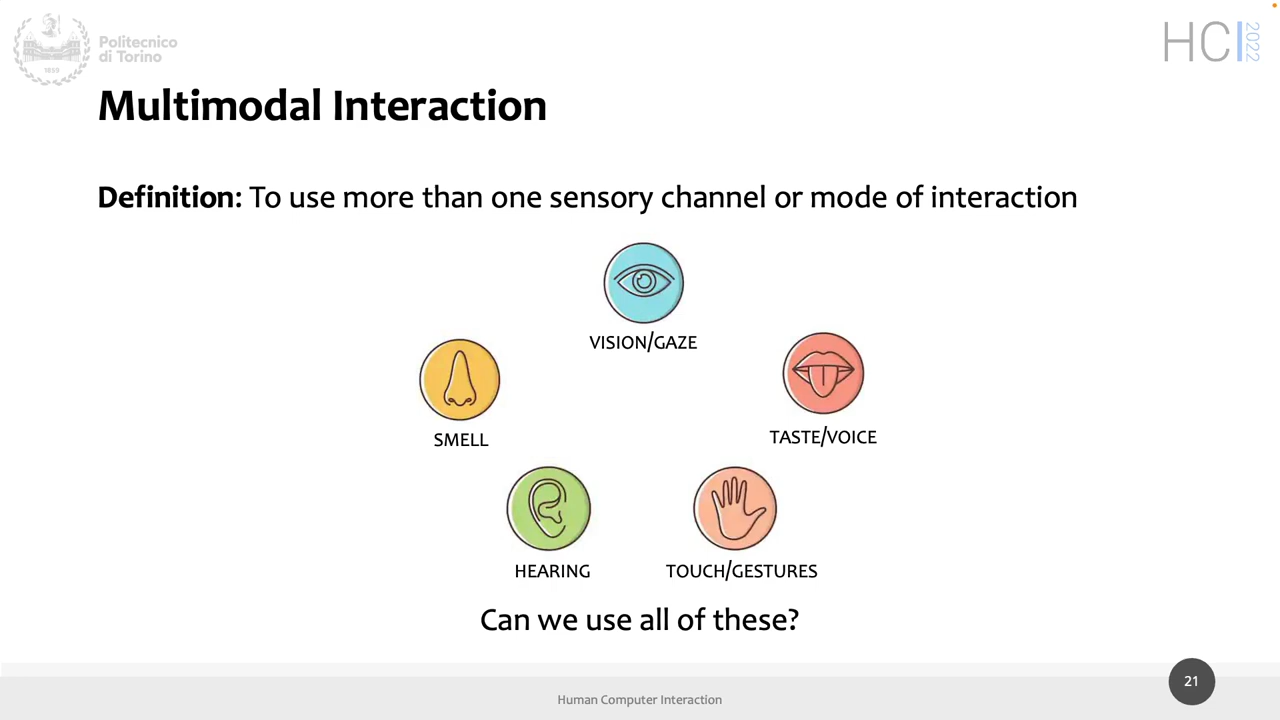 Politecnico
di Torino
1859
HCI 2022
Multimodal Interaction
Definition: To use more than one sensory channel or mode of interaction
VISION/GAZE
SMELL
TASTE/VOICE
HEARING
TOUCH/GESTURES
Can we use all of these?
21
Human Computer Interaction